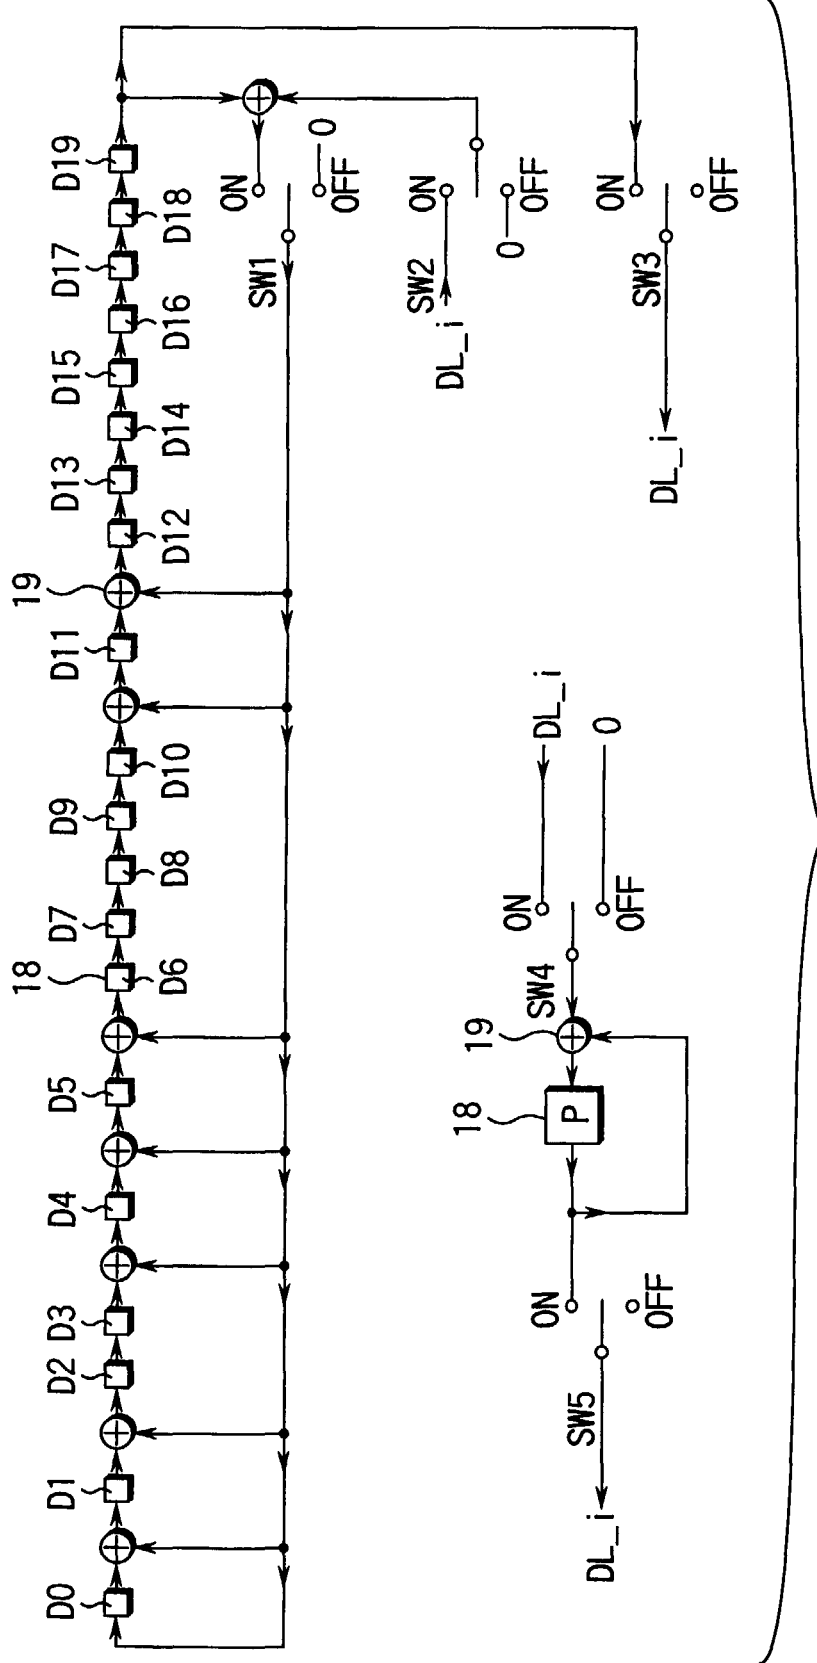 D0
D1
D2
D3
D4
D5
18
D6
D7
D8
D9
D10
D11
19
D12
D13
D14
D15
D16
D17
D18
D19
SW1
ON
OFF
0
DL_i
SW2
ON
0
OFF
DL_i
SW3
ON
OFF
DL_i
SW5
ON
OFF
18
P
19
SW4
ON
OFF
DL_i
0